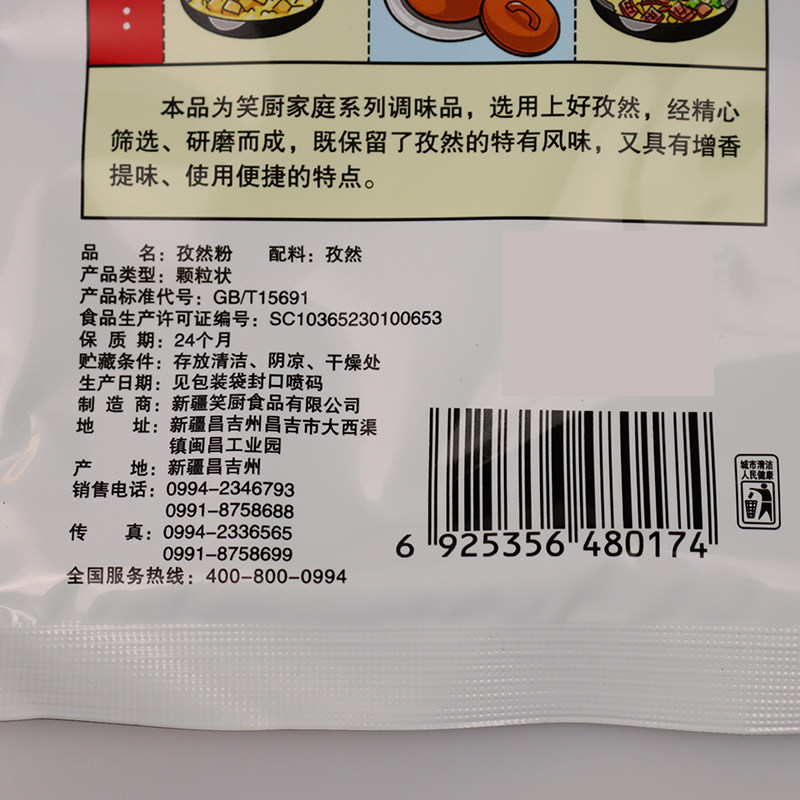 本品为笑厨家庭系列调味品，选用上好孜然，经精心
筛选、研磨而成，既保留了孜然的特有风味，又具有增香
提味、使用便捷的特点。
品　　名：孜然粉　　配料：孜然
产品类型：颗粒状
产品标准代号：GB/T15691
食品生产许可证编号：SC10365230100653
保 质 期：24个月
贮藏条件：存放清洁、阴凉、干燥处
生产日期：见包装袋封口喷码
制 造 商：新疆笑厨食品有限公司
地　　址：新疆昌吉州昌吉市大西渠
镇闽昌工业园
产　　地：新疆昌吉州
销售电话：0994-2346793
0991-8758688
传　　真：0994-2336565
0991-8758699
全国服务热线：400-800-0994
6 925356 480174
城市清洁
人民健康